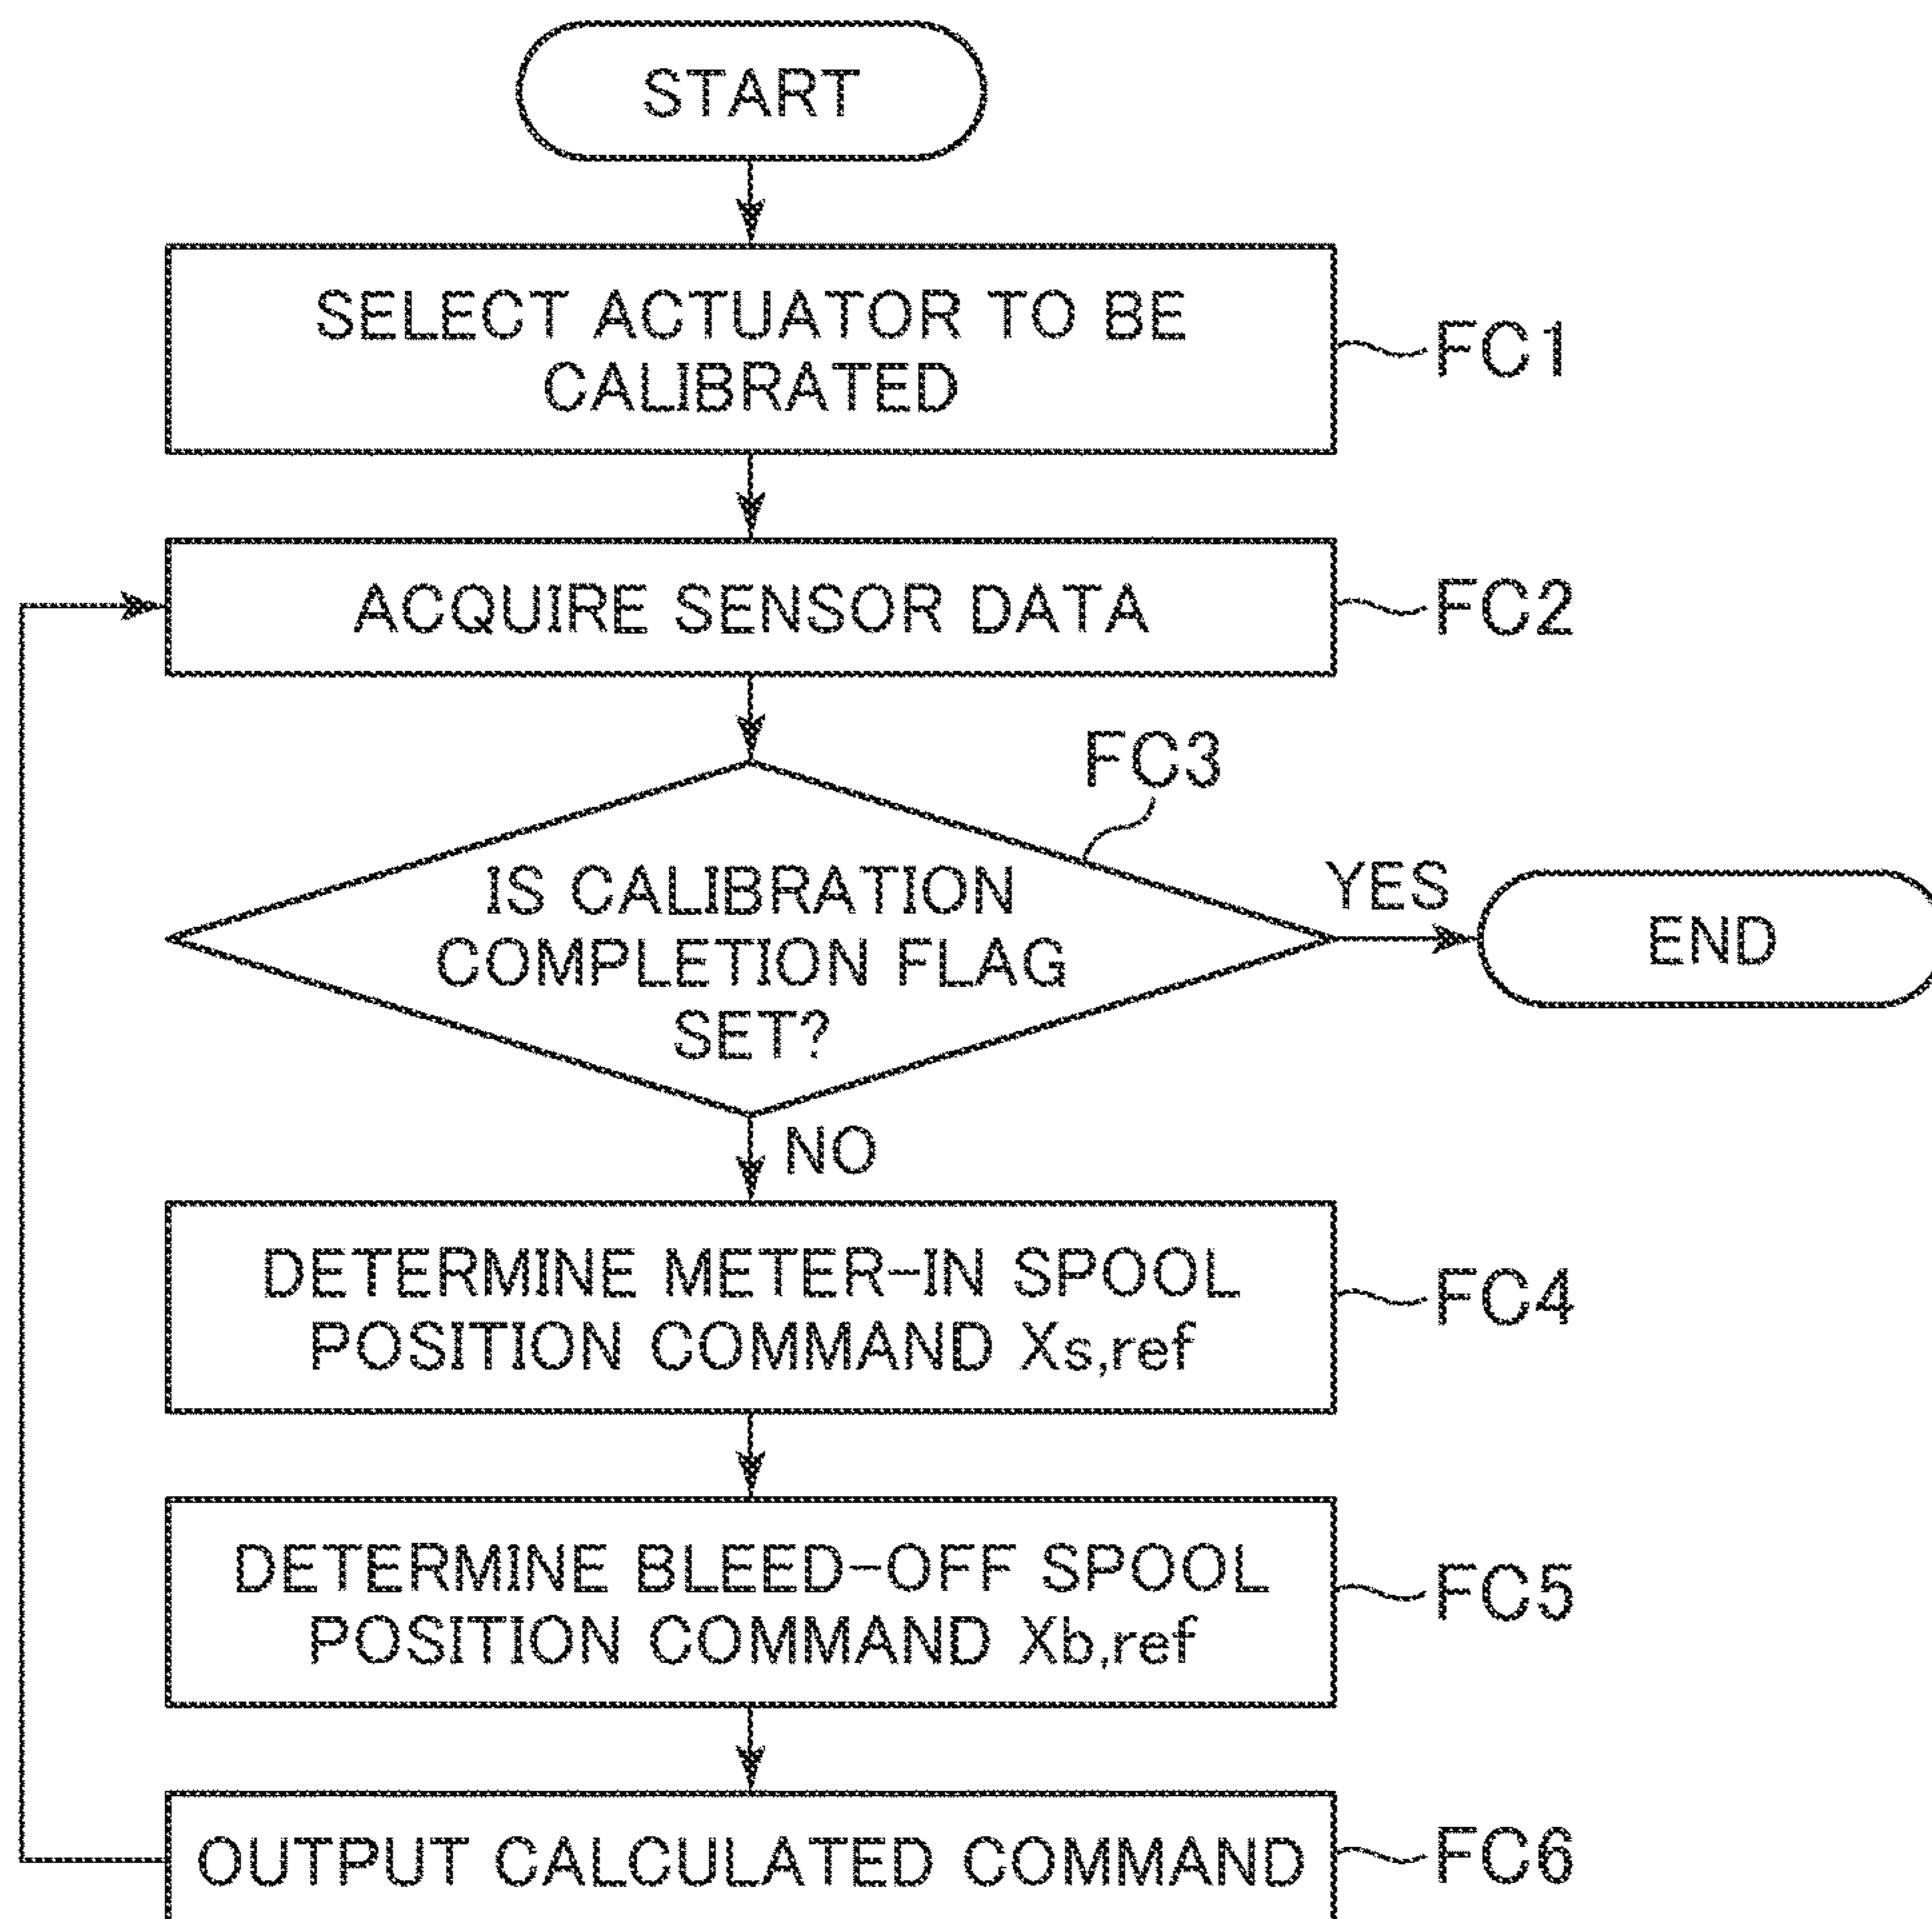 START
SELECT ACTUATOR TO BE
CALIBRATED
FC1
ACQUIRE SENSOR DATA
FC2
FC3
IS CALIBRATION
COMPLETION FLAG
SET?
YES
END
NO
DETERMINE METER-IN SPOOL
POSITION COMMAND Xs,ref
FC4
DETERMINE BLEED-OFF SPOOL
POSITION COMMAND Xb,ref
FC5
OUTPUT CALCULATED COMMAND
FC6